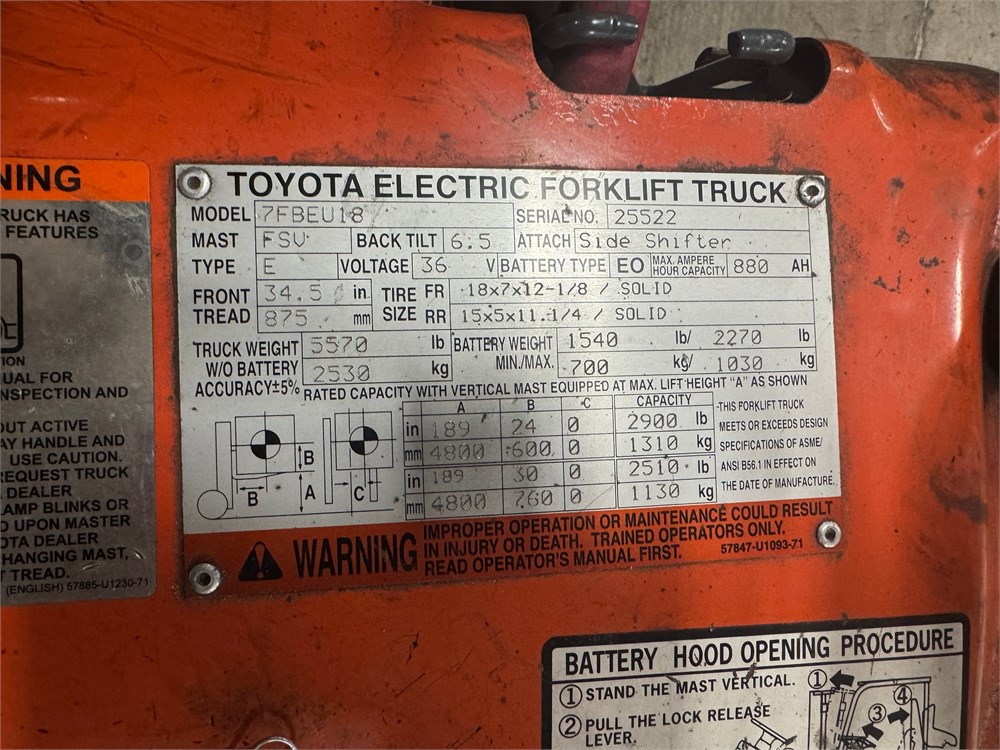 NING
RUCK HAS
FEATURES
ION
UAL FOR
NSPECTION AND
OUT ACTIVE
AY HANDLE AND
USE CAUTION.
REQUEST TRUCK
DEALER
AMP BLINKS OR
D UPON MASTER
OTA DEALER
HANGING MAST,
T TREAD.
(ENGLISH) 57885-U1230-71
TOYOTA ELECTRIC FORKLIFT TRUCK
MODEL 7FBEU18 SERIAL NO. 25522
MAST FSV BACK TILT 6.5 ATTACH Side Shifter
TYPE E VOLTAGE 36 V BATTERY TYPE EO MAX. AMPERE HOUR CAPACITY 880 AH
FRONT TREAD 34.5 in TIRE SIZE FR 18x7x12-1/8 / SOLID
875 mm RR 15x5x11.1/4 / SOLID
TRUCK WEIGHT 5570 lb BATTERY WEIGHT 1540 lb/ 2270 lb
W/O BATTERY 2530 kg MIN./MAX. 700 kg/ 1030 kg
ACCURACY±5% RATED CAPACITY WITH VERTICAL MAST EQUIPPED AT MAX. LIFT HEIGHT "A" AS SHOWN
A B C CAPACITY
in 189 24 0 2900 lb
mm 4800 600 0 1310 kg
in 189 30 0 2510 lb
mm 4800 760 0 1130 kg
B
B A C
THIS FORKLIFT TRUCK
MEETS OR EXCEEDS DESIGN
SPECIFICATIONS OF ASME/
ANSI B56.1 IN EFFECT ON
THE DATE OF MANUFACTURE.
WARNING
IMPROPER OPERATION OR MAINTENANCE COULD RESULT
IN INJURY OR DEATH. TRAINED OPERATORS ONLY.
READ OPERATOR'S MANUAL FIRST. 57847-U1093-71
BATTERY HOOD OPENING PROCEDURE
① STAND THE MAST VERTICAL.
② PULL THE LOCK RELEASE
LEVER.
①
④
③